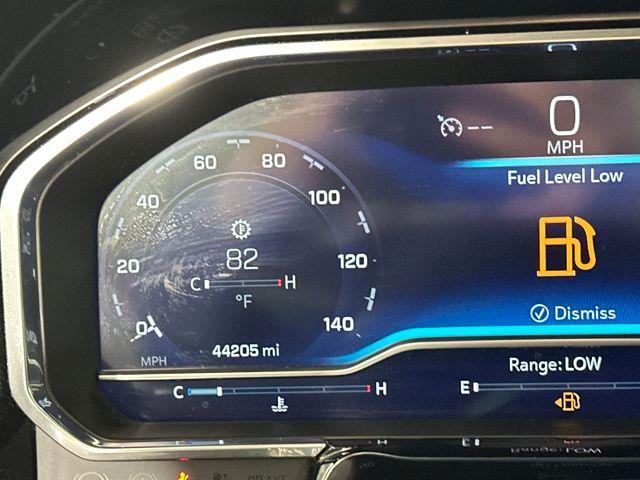 --
0
MPH
Fuel Level Low
60 80
40 100
82
C H
°F
20 120
0 140
MPH
44205 mi
Dismiss
Range: LOW
C H
E
BRAKE